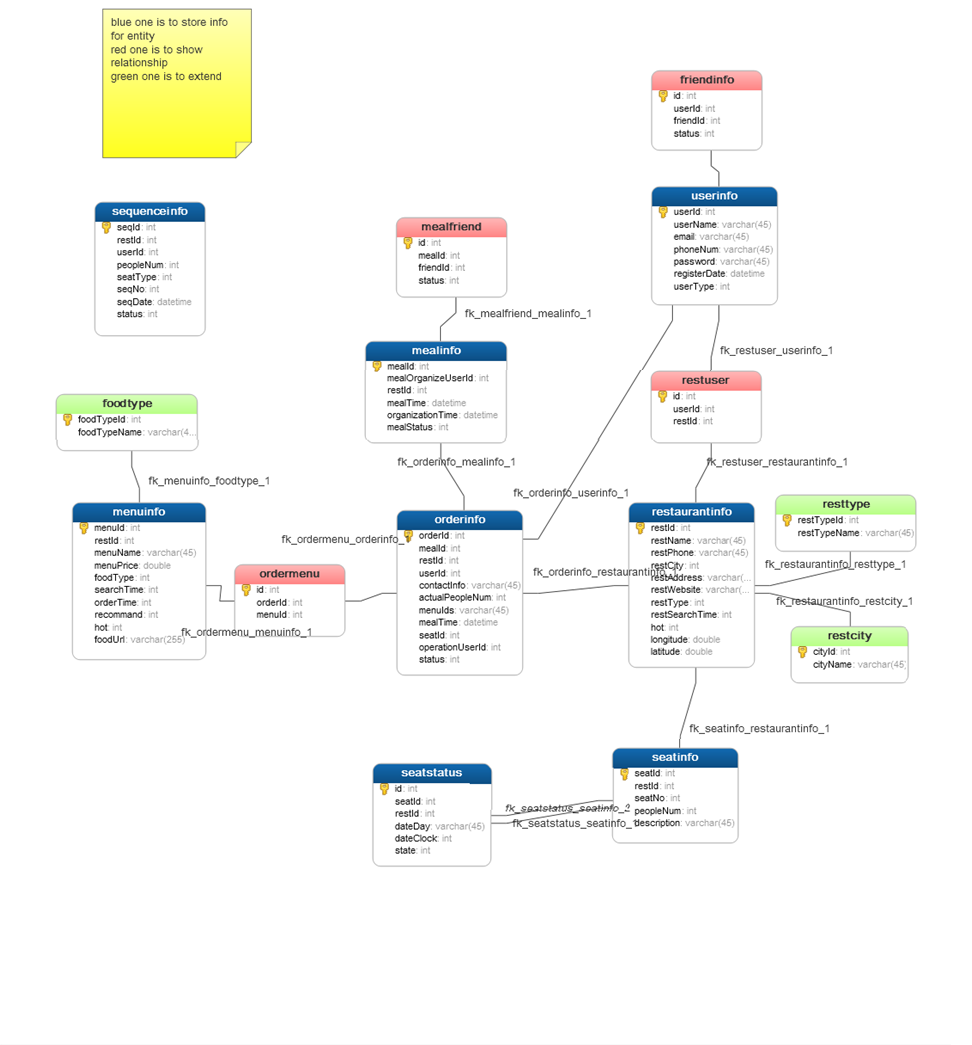 blue one is to store info
for entity
red one is to show
relationship
green one is to extend
friendinfo
id: int
userId: int
friendId: int
status: int
sequenceinfo
seqId: int
restId: int
userId: int
peopleNum: int
seatType: int
seqNo: int
seqDate: datetime
status: int
mealfriend
id: int
mealId: int
friendId: int
status: int
userinfo
userId: int
userName: varchar(45)
email: varchar(45)
phoneNum: varchar(45)
password: varchar(45)
registerDate: datetime
userType: int
fk_mealfriend_mealinfo_1
fk_restuser_userinfo_1
mealinfo
mealId: int
mealOrganizeUserId: int
restId: int
mealTime: datetime
organizationTime: datetime
mealStatus: int
restuser
id: int
userId: int
restId: int
foodtype
foodTypeId: int
foodTypeName: varchar(4...
fk_orderinfo_mealinfo_1
fk_restuser_restaurantinfo_1
fk_menuinfo_foodtype_1
fk_orderinfo_userinfo_1
menuinfo
menuId: int
restId: int
menuName: varchar(45)
menuPrice: double
foodType: int
searchTime: int
orderTime: int
recommand: int
hot: int
foodUrl: varchar(255)
fk_ordermenu_orderinfo_
ordermenu
id: int
orderId: int
menuId: int
fk_ordermenu_menuinfo_1
orderinfo
orderId: int
mealId: int
restId: int
userId: int
contactInfo: varchar(45)
actualPeopleNum: int
menuIds: varchar(45)
mealTime: datetime
seatId: int
operationUserId: int
status: int
fk_orderinfo_restaurantinfo_1
restaurantinfo
restId: int
restName: varchar(45)
restPhone: varchar(45)
restCity: int
restAddress: varchar(...
restWebsite: varchar(...
restType: int
restSearchTime: int
hot: int
longitude: double
latitude: double
resttype
restTypeId: int
restTypeName: varchar(45)
fk_restaurantinfo_resttype_1
fk_restaurantinfo_restcity_1
restcity
cityId: int
cityName: varchar(45)
fk_seatinfo_restaurantinfo_1
seatstatus
id: int
seatId: int
restId: int
dateDay: varchar(45)
dateClock: int
state: int
fk_seatstatus_seatinfo_2
fk_seatstatus_seatinfo_1
seatinfo
seatId: int
restId: int
seatNo: int
peopleNum: int
description: varchar(45)